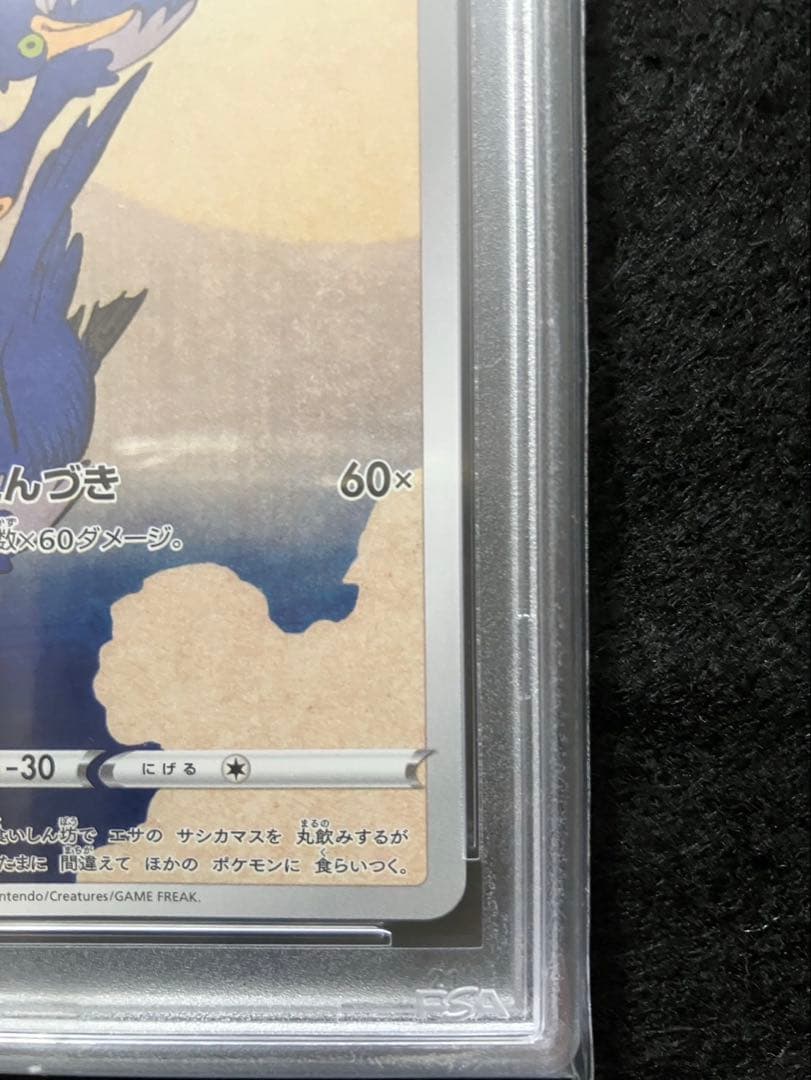 んづき 60×
数×60ダメージ。
-30 にげる
いしん坊で エサの サシカマスを 丸飲みするが
たまに 間違えて ほかの ポケモンに 食らいつく。
ntendo/Creatures/GAME FREAK.
PSA